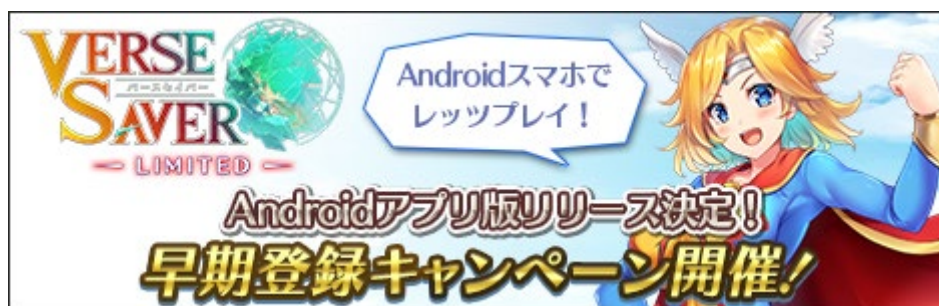 VERSE
バースセイバー
SAVER
LIMITED
Androidスマホで
レッツプレイ！
Androidアプリ版リリース決定！
早期登録キャンペーン開催！